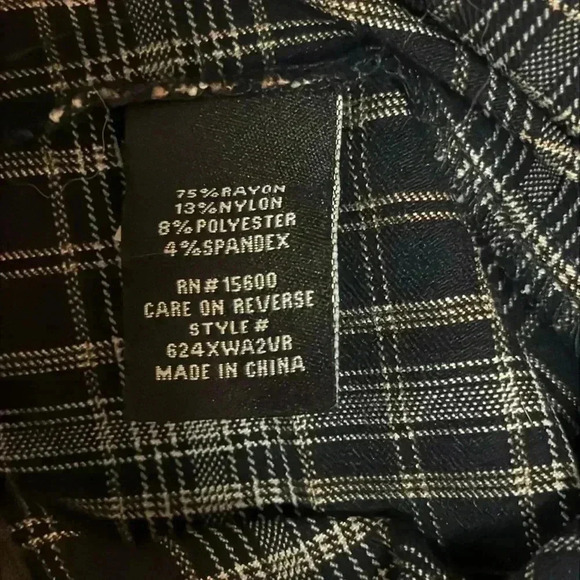 75%RAYON
13%NYLON
8%POLYESTER
4%SPANDEX
RN#15600
CARE ON REVERSE
STYLE#
624XWA2VR
MADE IN CHINA